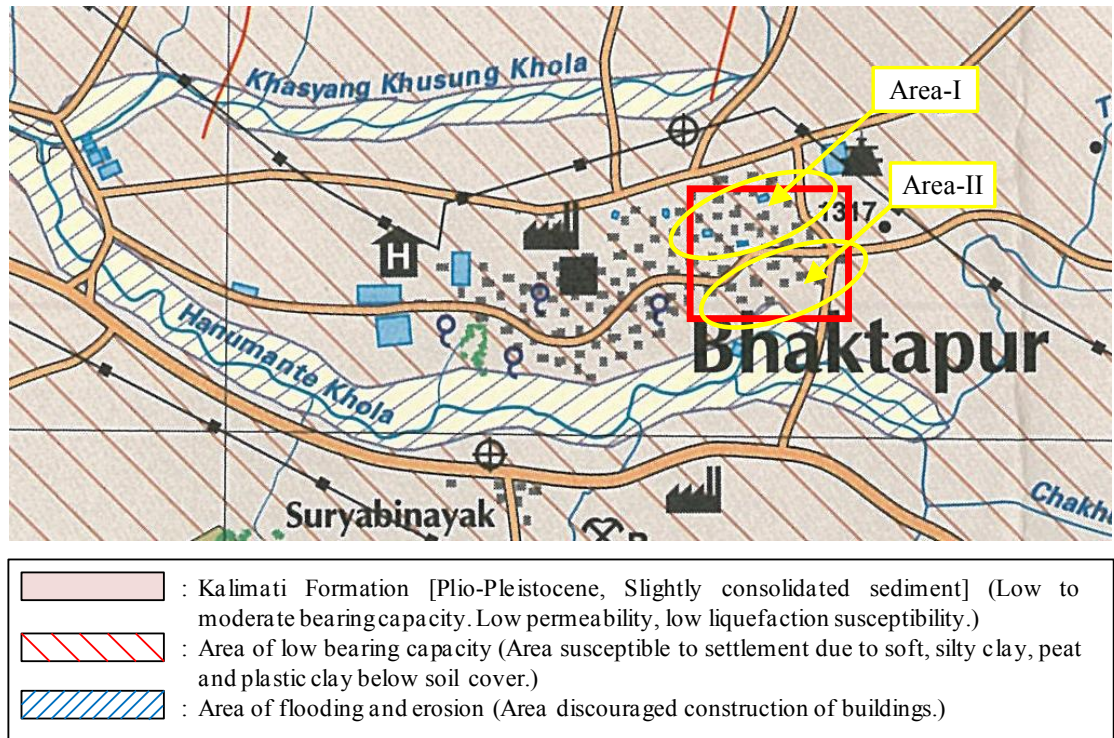 Khasyang Khusung Khola
Area-I
T
Area-II
1317
H
Hanumante Khola
Bhaktapur
Suryabinayak
Chakh
: Kalimati Formation [Plio-Pleistocene, Slightly consolidated sediment] (Low to
moderate bearing capacity. Low permeability, low liquefaction susceptibility.)
: Area of low bearing capacity (Area susceptible to settlement due to soft, silty clay, peat
and plastic clay below soil cover.)
: Area of flooding and erosion (Area discouraged construction of buildings.)